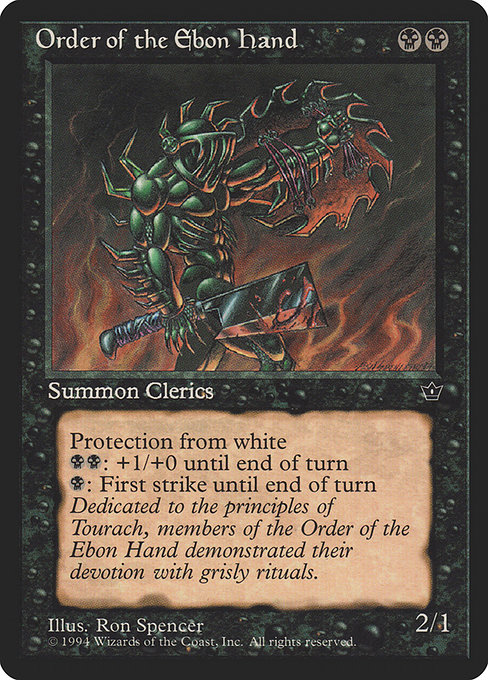 Order of the Ebon Hand
Summon Clerics
Protection from white
: +1/+0 until end of turn
: First strike until end of turn
Dedicated to the principles of
Tourach, members of the Order of the
Ebon Hand demonstrated their
devotion with grisly rituals.
Illus. Ron Spencer
2/1
© 1994 Wizards of the Coast, Inc. All rights reserved.